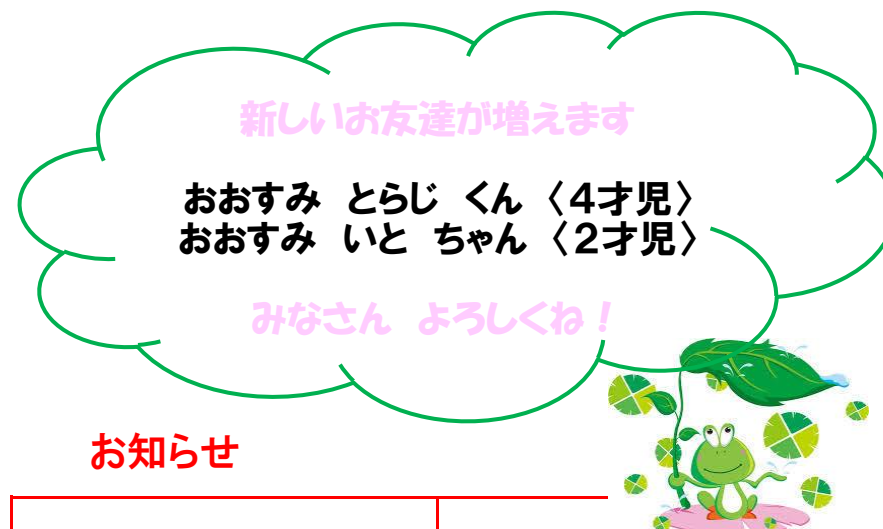 新しいお友達が増えます
おおすみ　とらじ　くん〈４才児〉
おおすみ　いと　ちゃん〈２才児〉
みなさん　よろしくね！
お知らせ